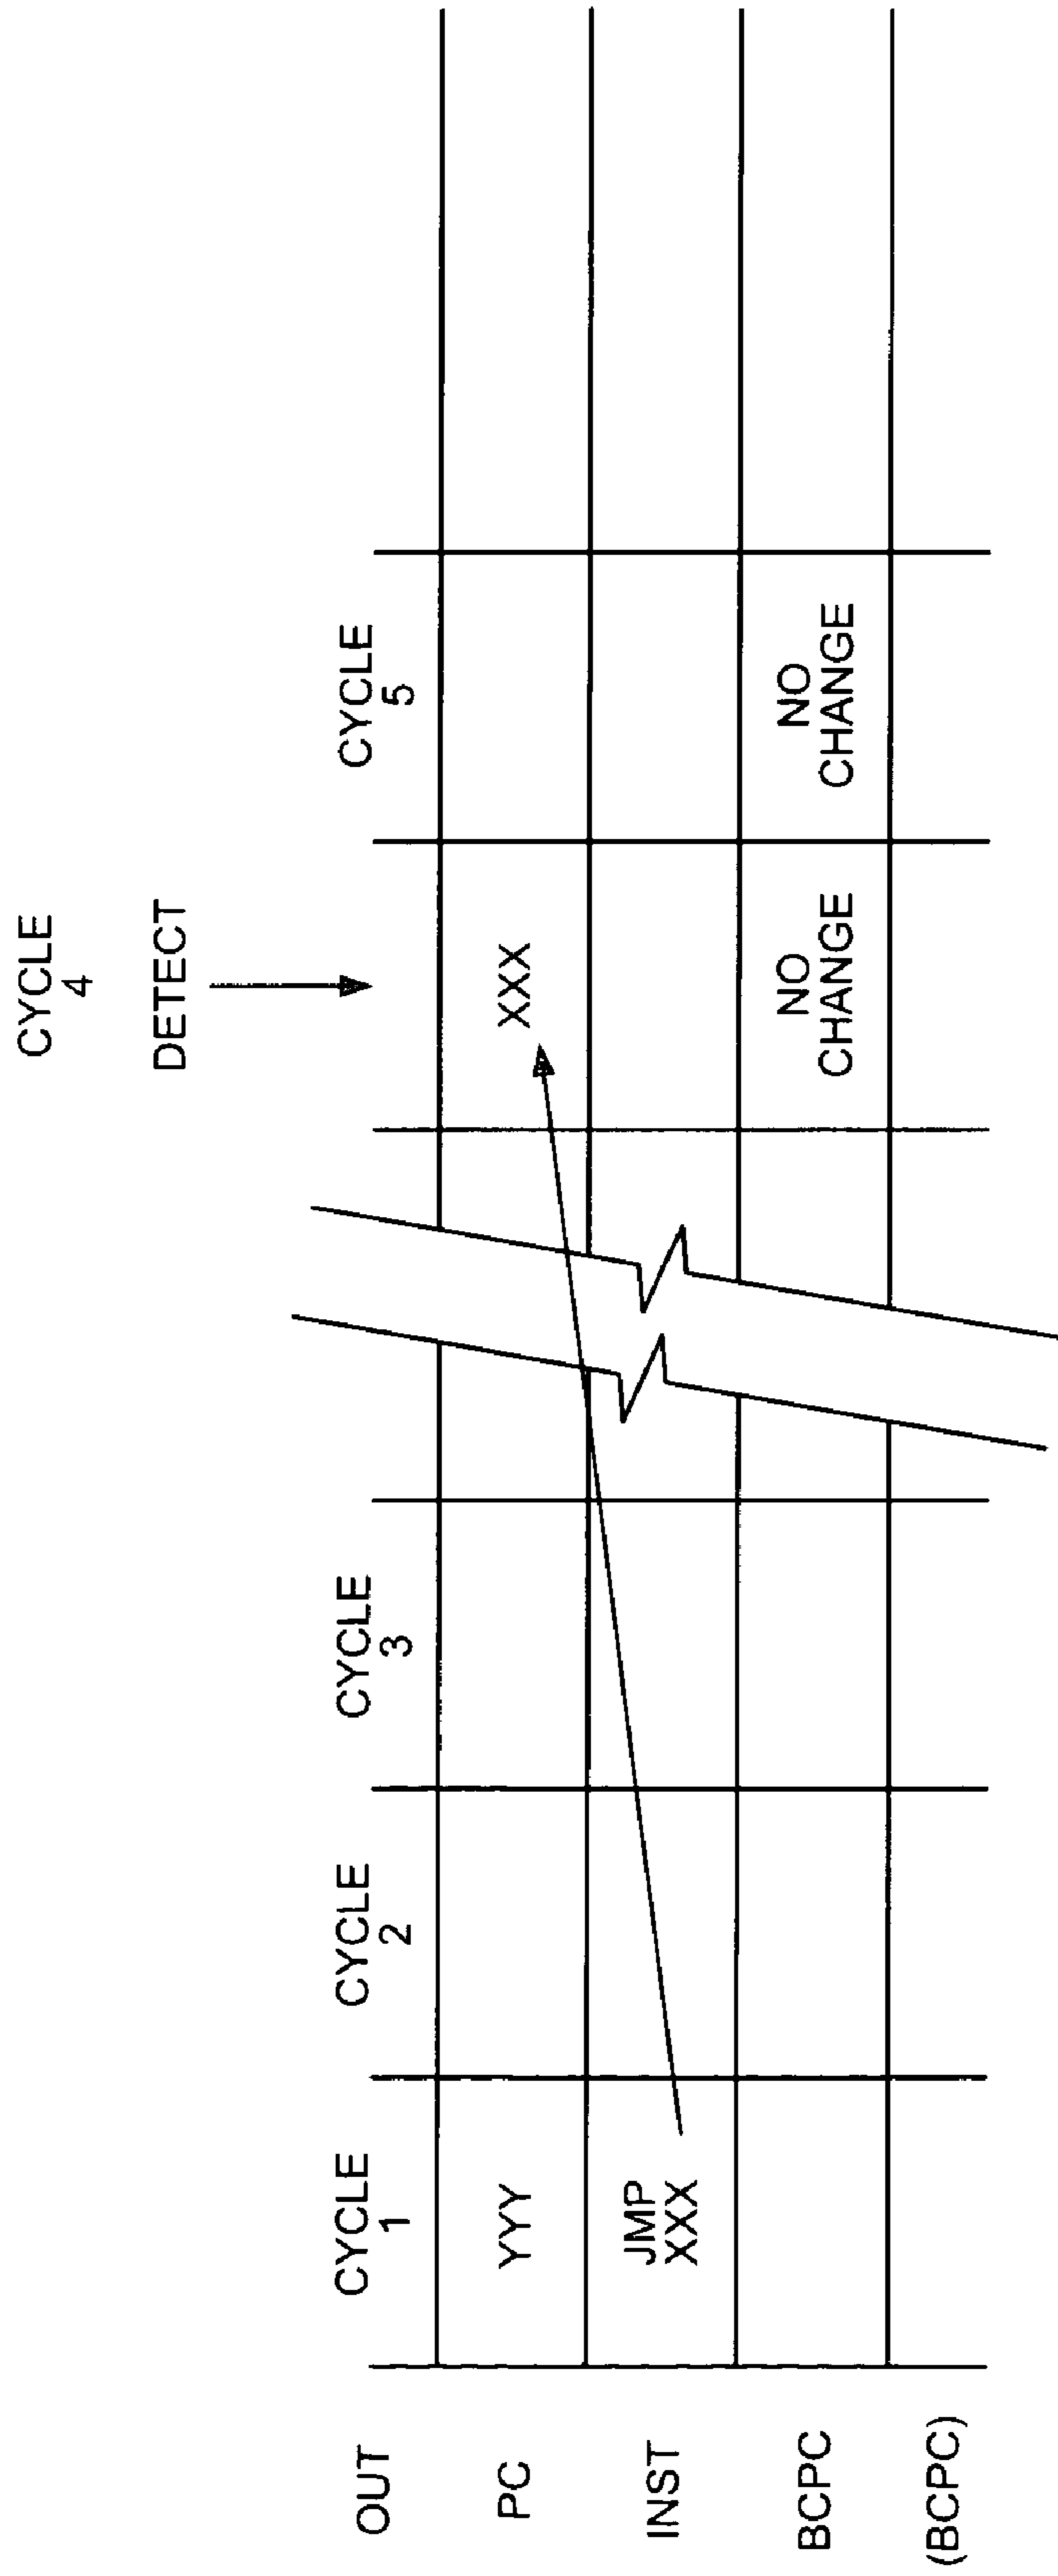 CYCLE
4
DETECT
OUT
CYCLE
1
CYCLE
2
CYCLE
3
CYCLE
5
PC
YYY
XXX
INST
JMP
XXX
BCPC
NO
CHANGE
NO
CHANGE
(BCPC)